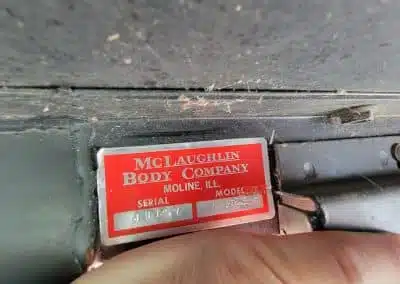 McLAUGHLIN
BODY COMPANY
MOLINE, ILL.
SERIAL MODEL